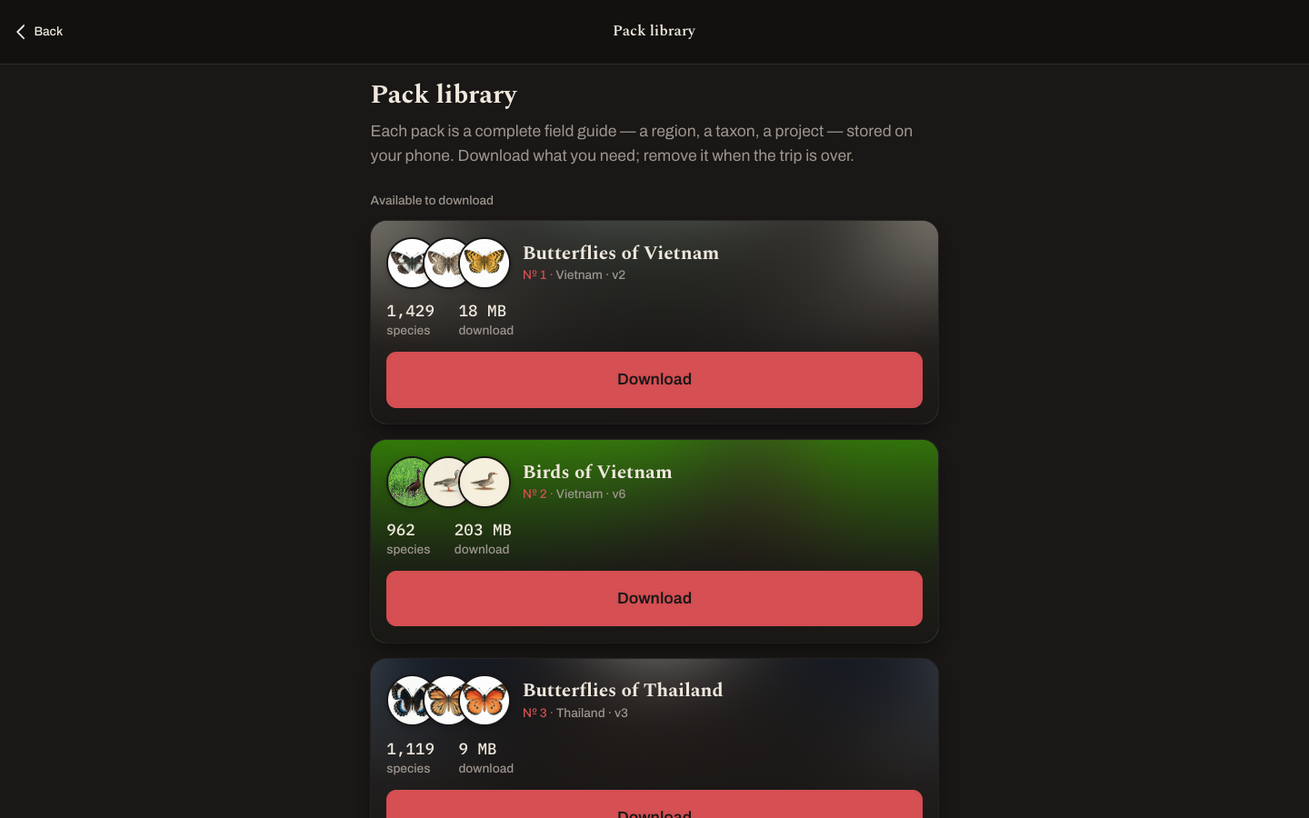 Back
Pack library
Pack library
Each pack is a complete field guide — a region, a taxon, a project — stored on
your phone. Download what you need; remove it when the trip is over.
Available to download
Butterflies of Vietnam
Nº 1 · Vietnam · v2
1,429 18 MB
species download
Download
Birds of Vietnam
Nº 2 · Vietnam · v6
962 203 MB
species download
Download
Butterflies of Thailand
Nº 3 · Thailand · v3
1,119 9 MB
species download
Download